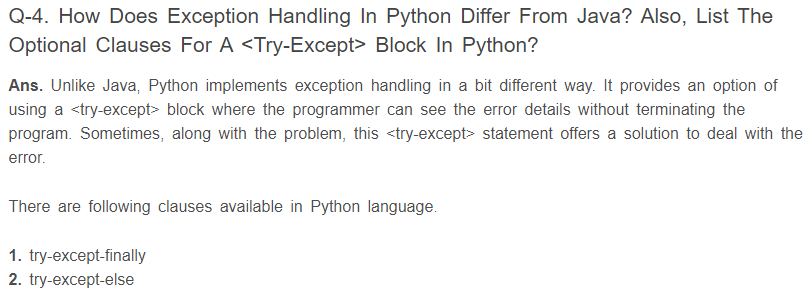 Q-4. How Does Exception Handling In Python Differ From Java? Also, List The
Optional Clauses For A <Try-Except> Block In Python?
Ans. Unlike Java, Python implements exception handling in a bit different way. It provides an option of
using a <try-except> block where the programmer can see the error details without terminating the
program. Sometimes, along with the problem, this <try-except> statement offers a solution to deal with the
error.
There are following clauses available in Python language.
1. try-except-finally
2. try-except-else